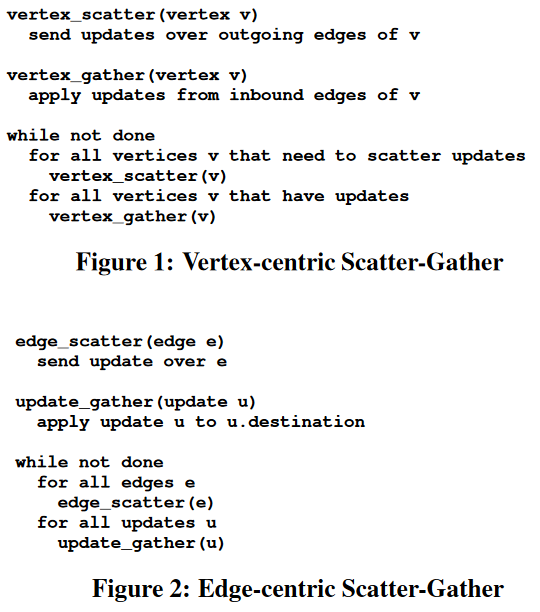 vertex_scatter(vertex v)
send updates over outgoing edges of v
vertex_gather(vertex v)
apply updates from inbound edges of v
while not done
for all vertices v that need to scatter updates
vertex_scatter(v)
for all vertices v that have updates
vertex_gather(v)
Figure 1: Vertex-centric Scatter-Gather
edge_scatter(edge e)
send update over e
update_gather(update u)
apply update u to u.destination
while not done
for all edges e
edge_scatter(e)
for all updates u
update_gather(u)
Figure 2: Edge-centric Scatter-Gather